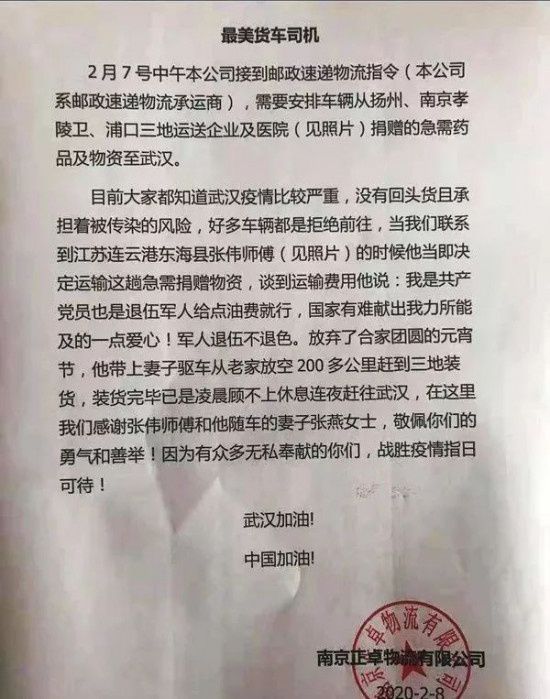 最美货车司机
2月7号中午本公司接到邮政速递物流指令（本公司
系邮政速递物流承运商），需要安排车辆从扬州、南京孝
陵卫、浦口三地运送企业及医院（见照片）捐赠的急需药
品及物资至武汉。
目前大家都知道武汉疫情比较严重，没有回头货且承
担着被传染的风险，好多车辆都是拒绝前往，当我们联系
到江苏连云港东海县张伟师傅（见照片）的时候他当即决
定运输这趟急需捐赠物资，谈到运输费用他说：我是共产
党员也是退伍军人给点油费就行，国家有难献出我力所能
及的一点爱心！军人退伍不退色。放弃了合家团圆的元宵
节，他带上妻子驱车从老家放空200多公里赶到三地装
货，装货完毕已是凌晨顾不上休息连夜赶往武汉，在这里
我们感谢张伟师傅和他随车的妻子张燕女士，敬佩你们的
勇气和善举！因为有众多无私奉献的你们，战胜疫情指日
可待！
武汉加油!
中国加油!
南京正卓物流有限公司
2020-2-8